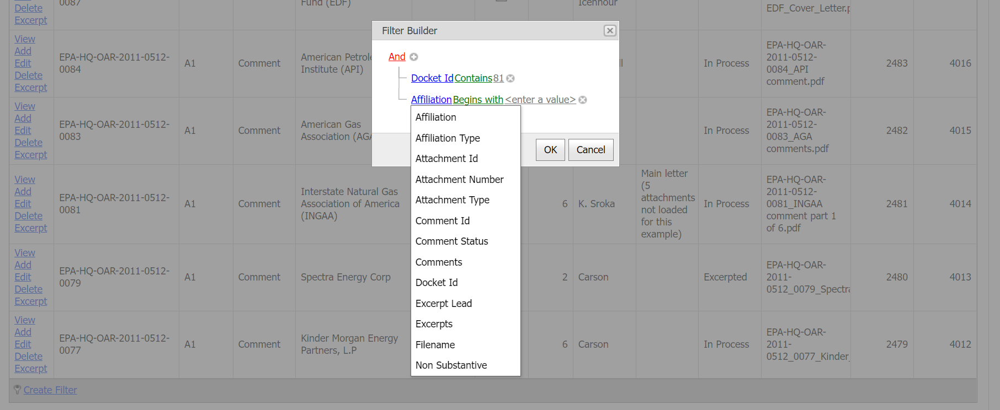 0087
Fund (EDF)
Icenhour
Delete
EDF_Cover_Letter.p
Excerpt
Filter Builder
And
Docket Id Contains 81
Affiliation Begins with <enter a value>
Affiliation
Affiliation Type
Attachment Id
Attachment Number
Attachment Type
Comment Id
Comment Status
Comments
Docket Id
Excerpt Lead
Excerpts
Filename
Non Substantive
OK
Cancel
View
Add
Edit
Delete
Excerpt
EPA-HQ-OAR-2011-0512-
0084
A1
Comment
American Petrole
Institute (API)
ll
In Process
EPA-HQ-OAR-
2011-0512-
0084_API
comment.pdf
2483
4016
View
Add
Edit
Delete
Excerpt
EPA-HQ-OAR-2011-0512-
0083
A1
Comment
American Gas
Association (AGA
In Process
EPA-HQ-OAR-
2011-0512-
0083_AGA
comments.pdf
2482
4015
View
Add
Edit
Delete
Excerpt
EPA-HQ-OAR-2011-0512-
0081
A1
Comment
Interstate Natural Gas
Association of America
(INGAA)
6
K. Sroka
Main letter
(5
attachments
not loaded
for this
example)
In Process
EPA-HQ-OAR-
2011-0512-
0081_INGAA
comment part 1
of 6.pdf
2481
4014
View
Add
Edit
Delete
Excerpt
EPA-HQ-OAR-2011-0512-
0079
A1
Comment
Spectra Energy Corp
2
Carson
Excerpted
EPA-HQ-OAR-
2011-
0512_0079_Spectra
2480
4013
View
Add
Edit
Delete
Excerpt
EPA-HQ-OAR-2011-0512-
0077
A1
Comment
Kinder Morgan Energy
Partners, L.P
6
Carson
In Process
EPA-HQ-OAR-
2011-
0512_0077_Kinder_
2479
4012
Create Filter